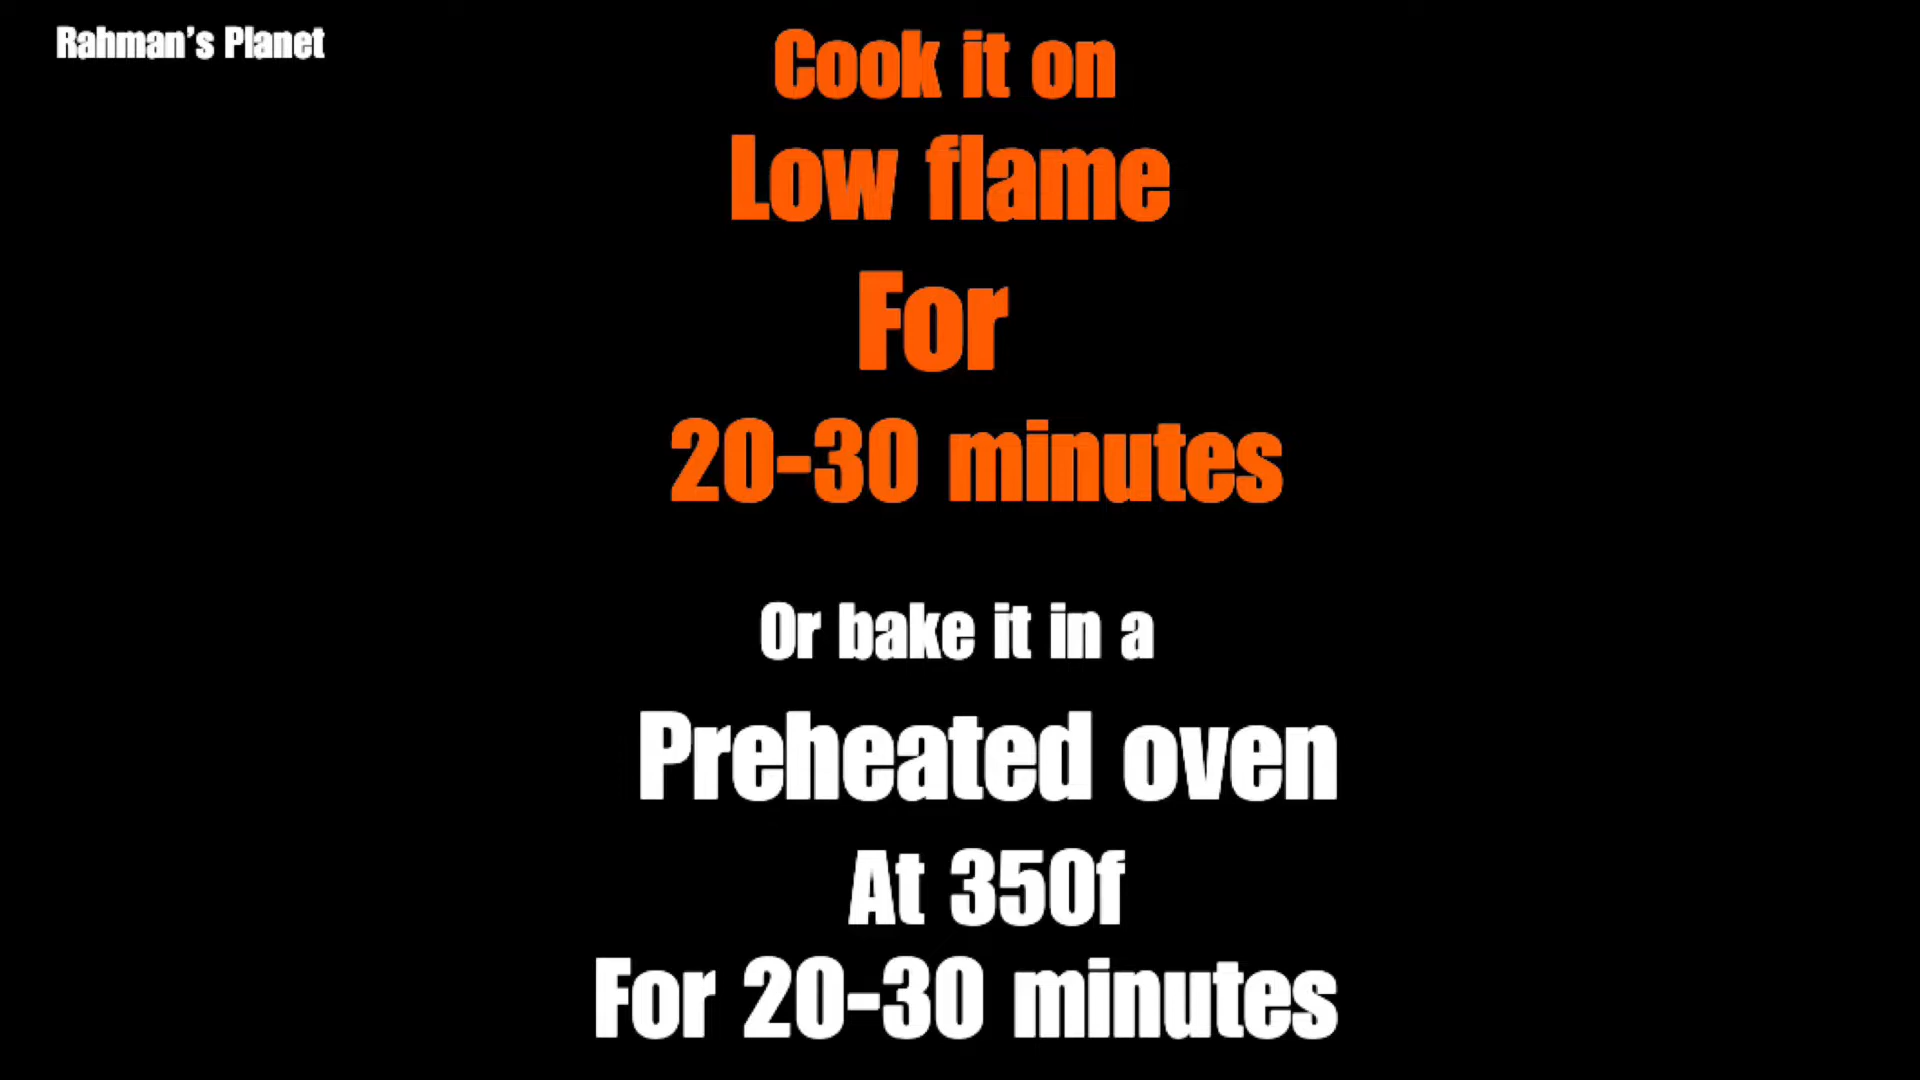 Rahman's Planet
Cook it on
Low flame
For
20-30 minutes
Or bake it in a
Preheated oven
At 350f
For 20-30 minutes